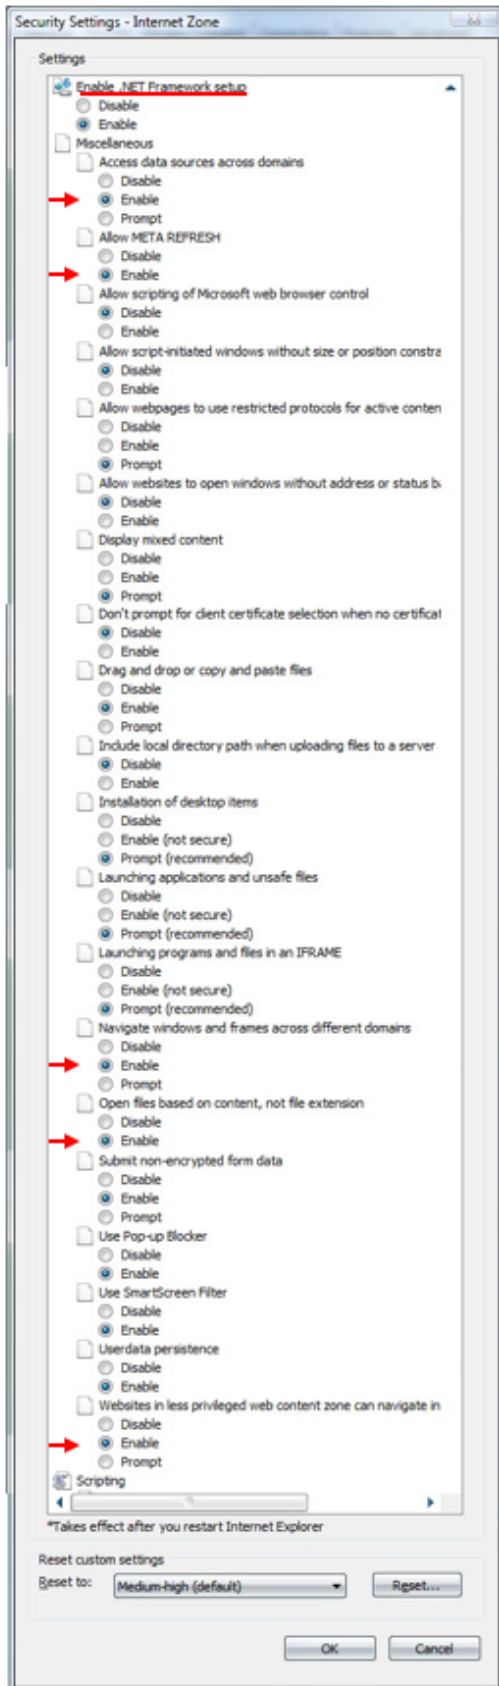 Security Settings - Internet Zone
Settings
Enable .NET Framework setup
Disable
Enable
Miscellaneous
Access data sources across domains
Disable
Enable
Prompt
Allow META REFRESH
Disable
Enable
Allow scripting of Microsoft web browser control
Disable
Enable
Allow script-initiated windows without size or position constra
Disable
Enable
Allow webpages to use restricted protocols for active conten
Disable
Enable
Prompt
Allow websites to open windows without address or status ba
Disable
Enable
Display mixed content
Disable
Enable
Prompt
Don't prompt for client certificate selection when no certificat
Disable
Enable
Drag and drop or copy and paste files
Disable
Enable
Prompt
Include local directory path when uploading files to a server
Disable
Enable
Installation of desktop items
Disable
Enable (not secure)
Prompt (recommended)
Launching applications and unsafe files
Disable
Enable (not secure)
Prompt (recommended)
Launching programs and files in an IFRAME
Disable
Enable (not secure)
Prompt (recommended)
Navigate windows and frames across different domains
Disable
Enable
Prompt
Open files based on content, not file extension
Disable
Enable
Submit non-encrypted form data
Disable
Enable
Prompt
Use Pop-up Blocker
Disable
Enable
Use SmartScreen Filter
Disable
Enable
Userdata persistence
Disable
Enable
Websites in less privileged web content zone can navigate in
Disable
Enable
Prompt
Scripting
*Takes effect after you restart Internet Explorer
Reset custom settings
Reset to: Medium-high (default) Reset...
OK Cancel